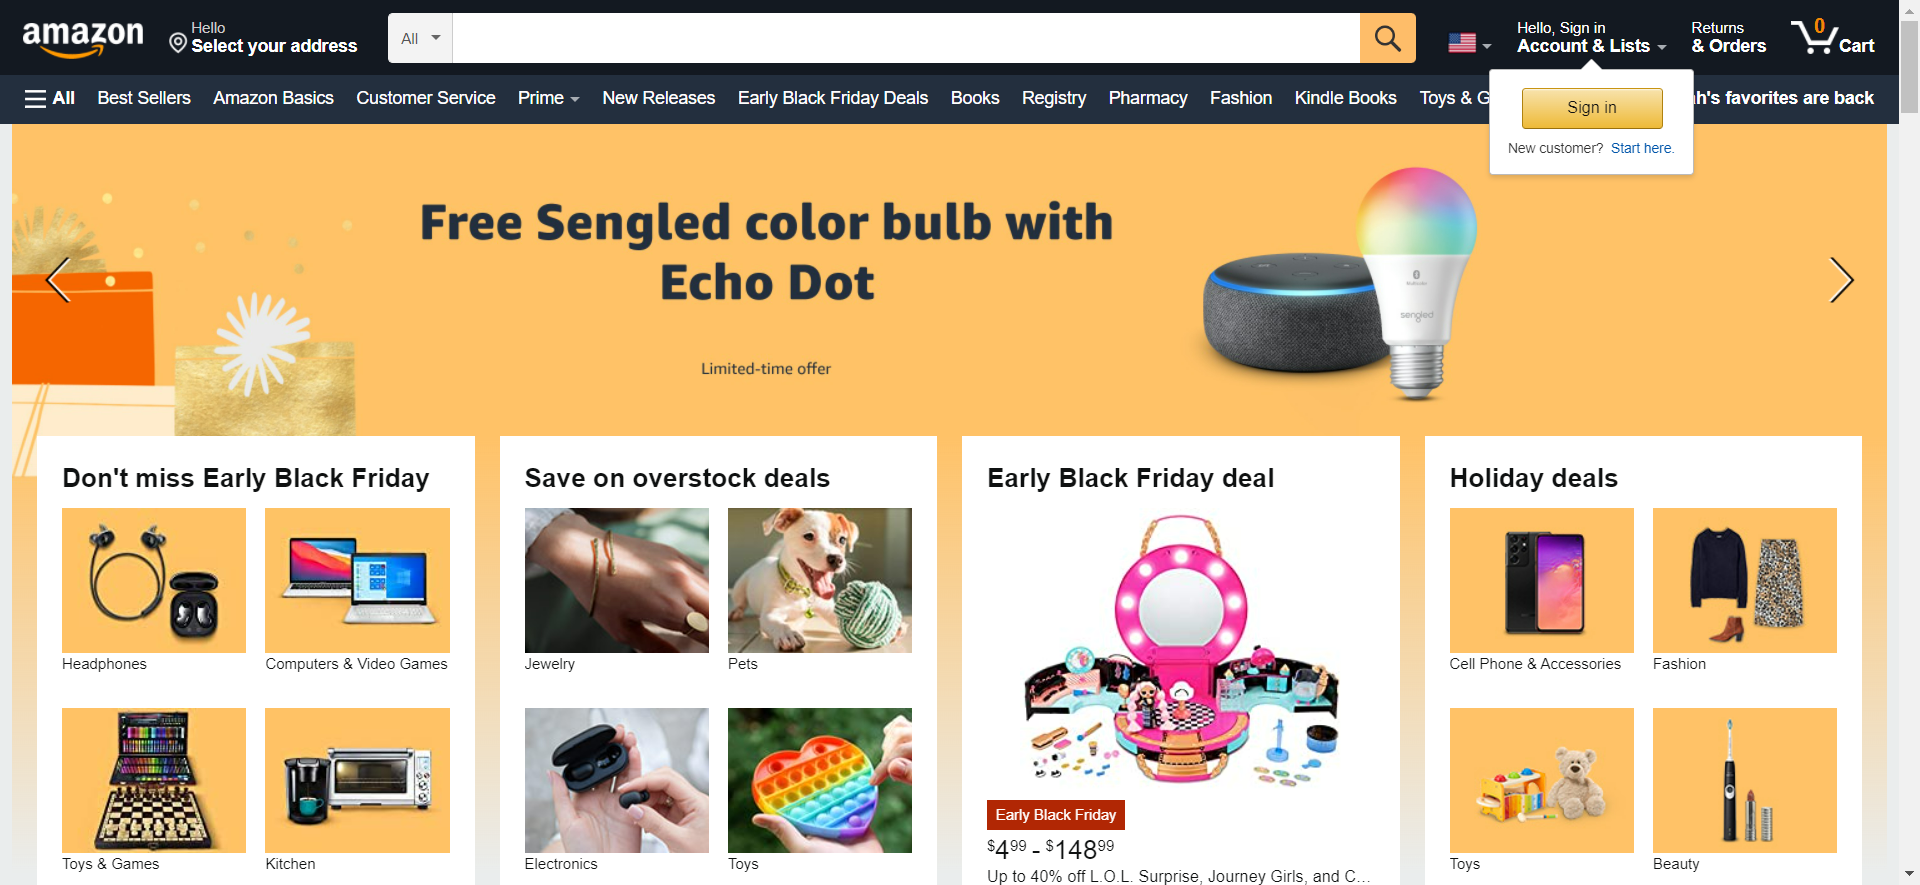 amazon
Hello
Select your address
All
Hello, Sign in
Account & Lists
Returns
& Orders
0
Cart
All
Best Sellers
Amazon Basics
Customer Service
Prime
New Releases
Early Black Friday Deals
Books
Registry
Pharmacy
Fashion
Kindle Books
Toys & G
h's favorites are back
Sign in
New customer? Start here.
Free Sengled color bulb with
Echo Dot
Limited-time offer
sengled
Don't miss Early Black Friday
Headphones
Computers & Video Games
Toys & Games
Kitchen
Save on overstock deals
Jewelry
Pets
Electronics
Toys
Early Black Friday deal
Early Black Friday
$4.99 - $148.99
Up to 40% off L.O.L. Surprise, Journey Girls, and C...
Holiday deals
Cell Phone & Accessories
Fashion
Toys
Beauty